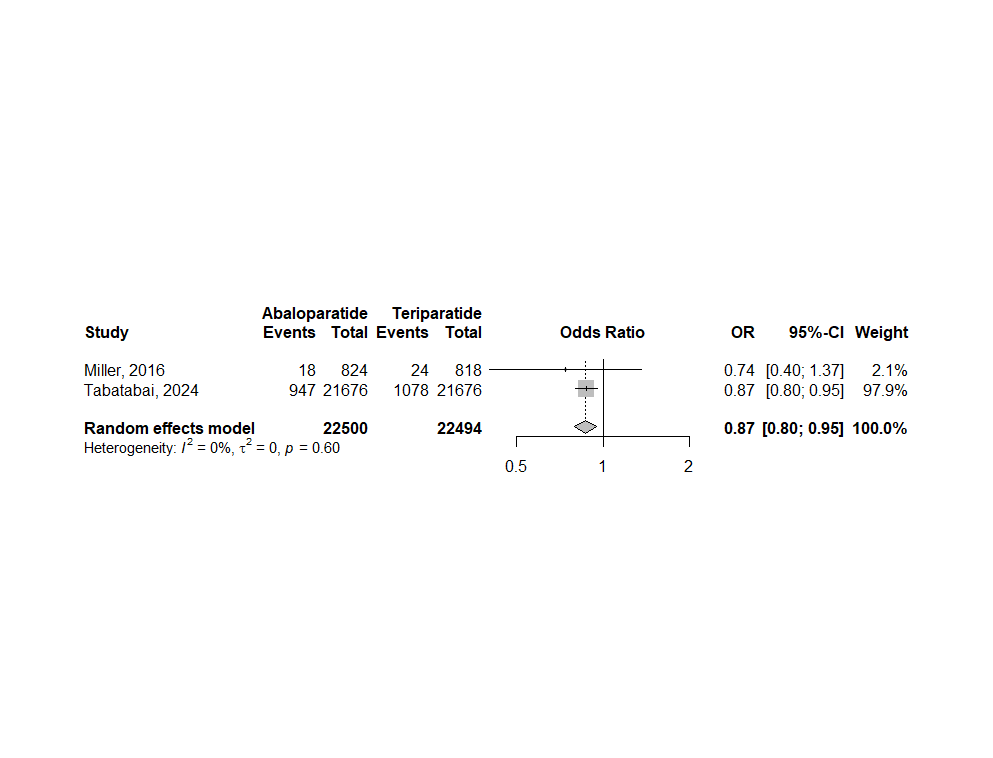 Abaloparatide Teriparatide
Study Events Total Events Total Odds Ratio OR 95%-CI Weight
Miller, 2016 18 824 24 818 0.74 [0.40; 1.37] 2.1%
Tabatabai, 2024 947 21676 1078 21676 0.87 [0.80; 0.95] 97.9%
Random effects model 22500 22494 0.87 [0.80; 0.95] 100.0%
Heterogeneity: I² = 0%, τ² = 0, p = 0.60
0.5 1 2